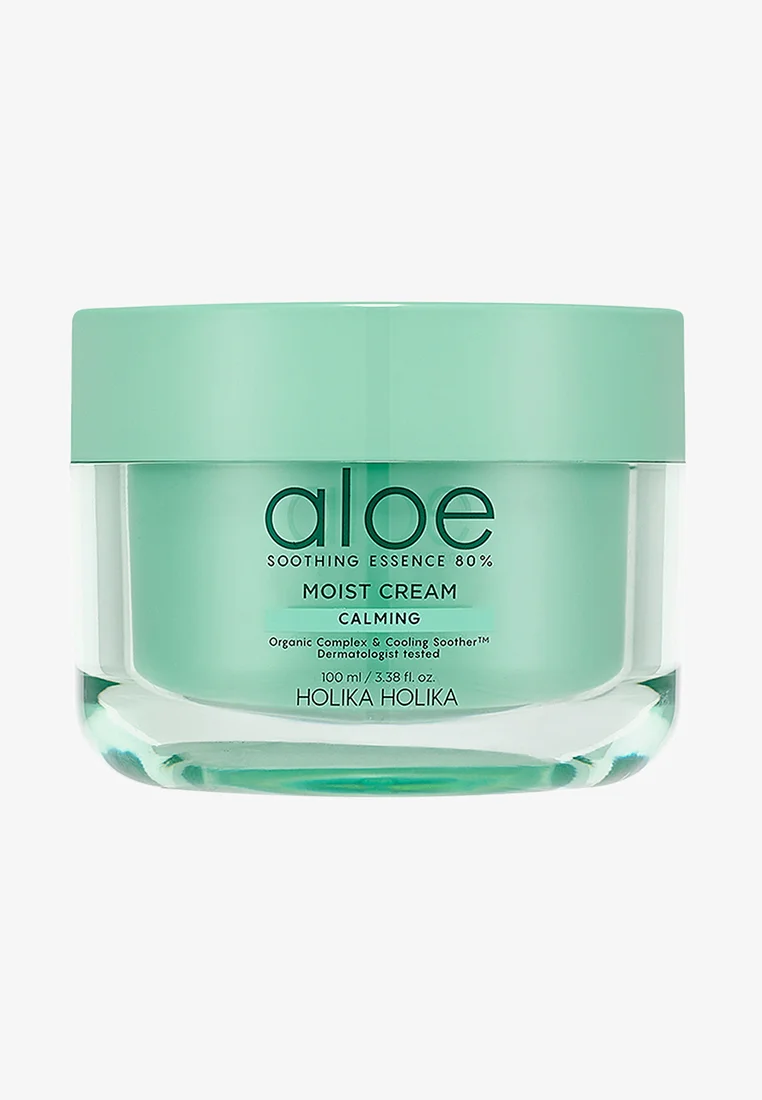 aloe
SOOTHING ESSENCE 80%
MOIST CREAM
CALMING
Organic Complex & Cooling Soother™
Dermatologist tested
100 ml / 3.38 fl. oz.
HOLIKA HOLIKA